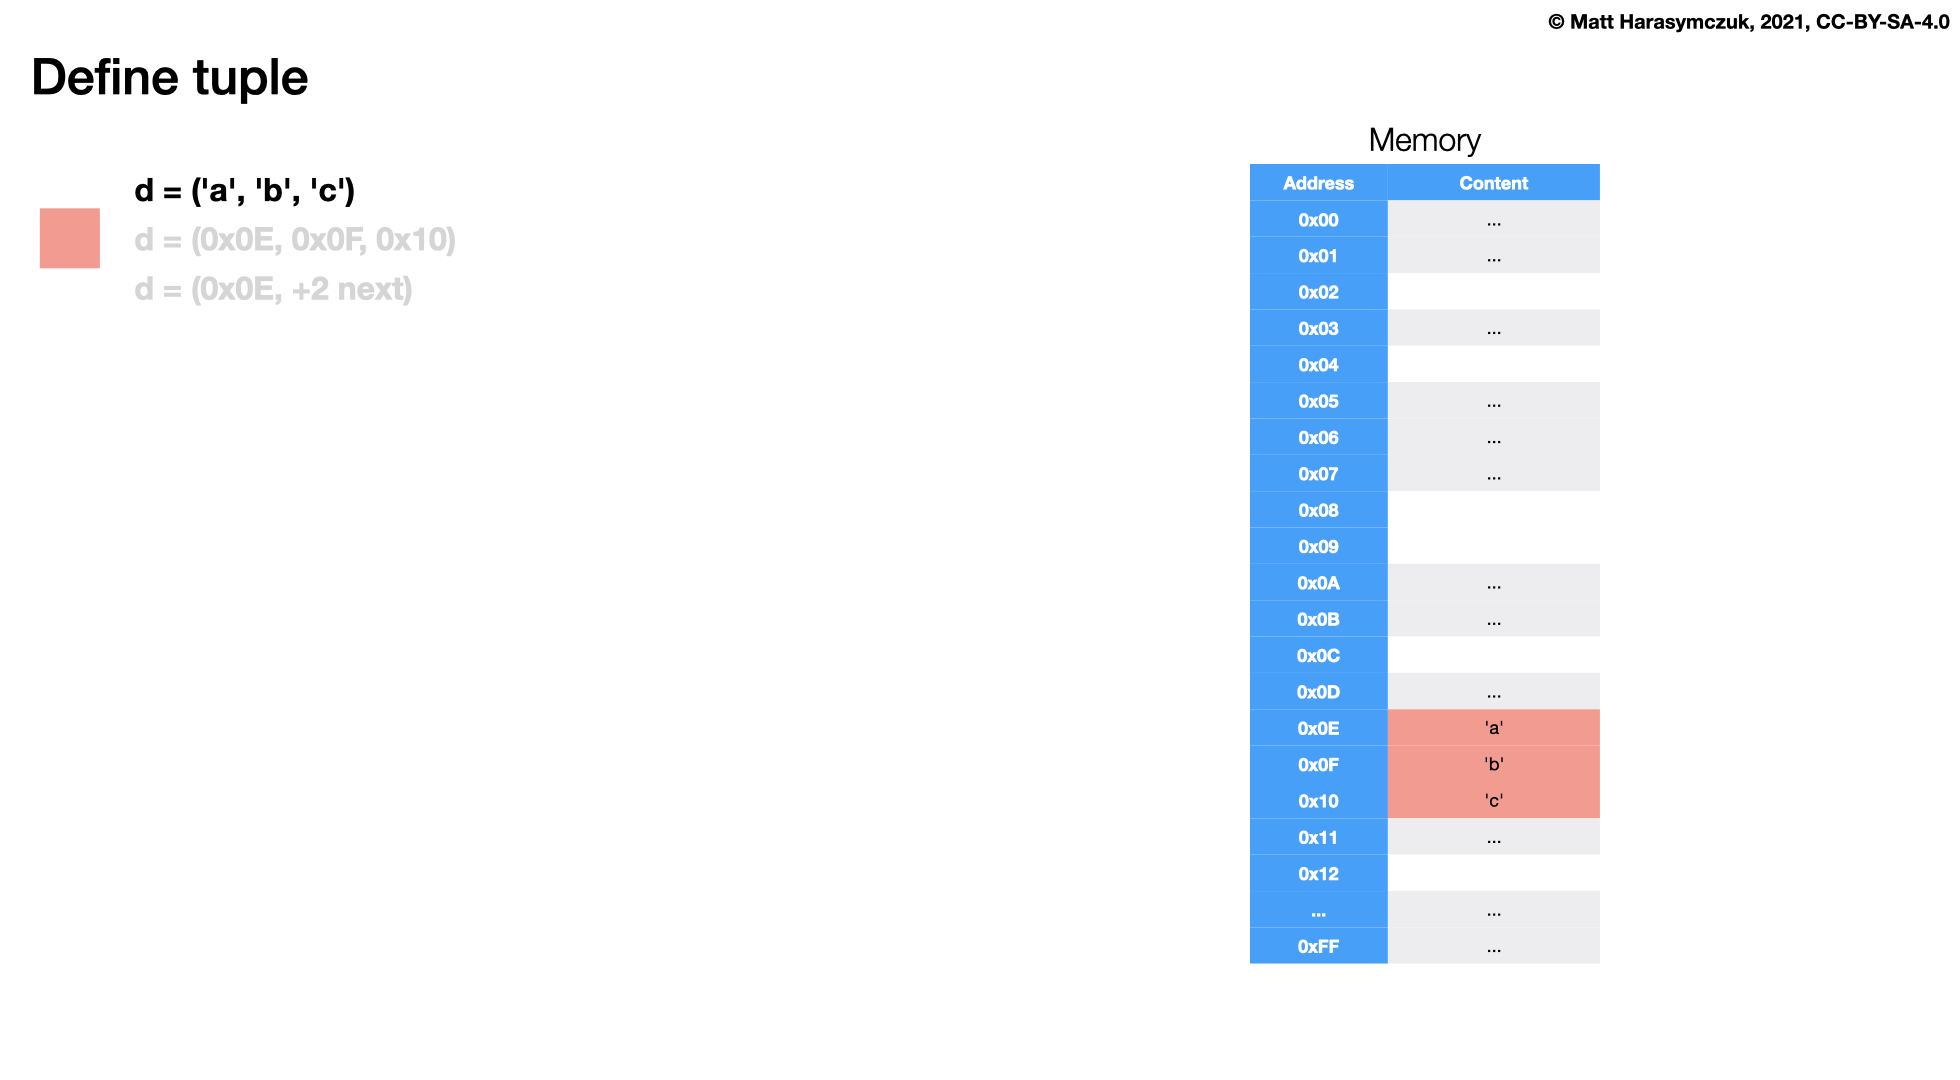 © Matt Harasymczuk, 2021, CC-BY-SA-4.0
Define tuple
d = ('a', 'b', 'c')
d = (0x0E, 0x0F, 0x10)
d = (0x0E, +2 next)
Memory
Address Content
0x00 ...
0x01 ...
0x02
0x03 ...
0x04
0x05 ...
0x06 ...
0x07 ...
0x08
0x09
0x0A ...
0x0B ...
0x0C
0x0D ...
0x0E 'a'
0x0F 'b'
0x10 'c'
0x11 ...
0x12
... ...
0xFF ...